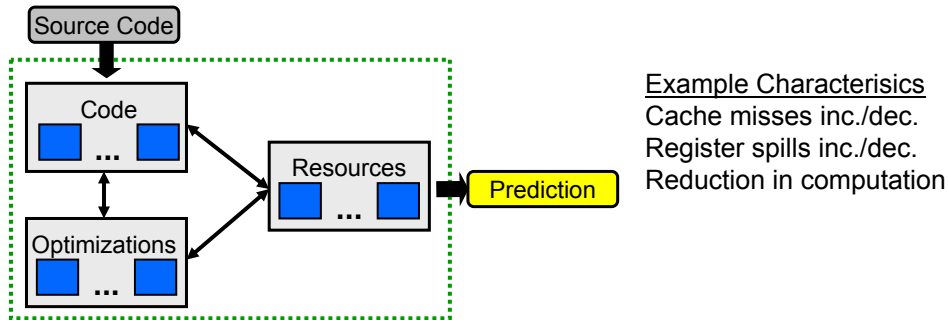 Source Code
Code
...
Resources
...
Optimizations
...
Prediction
Example Characterisics
Cache misses inc./dec.
Register spills inc./dec.
Reduction in computation